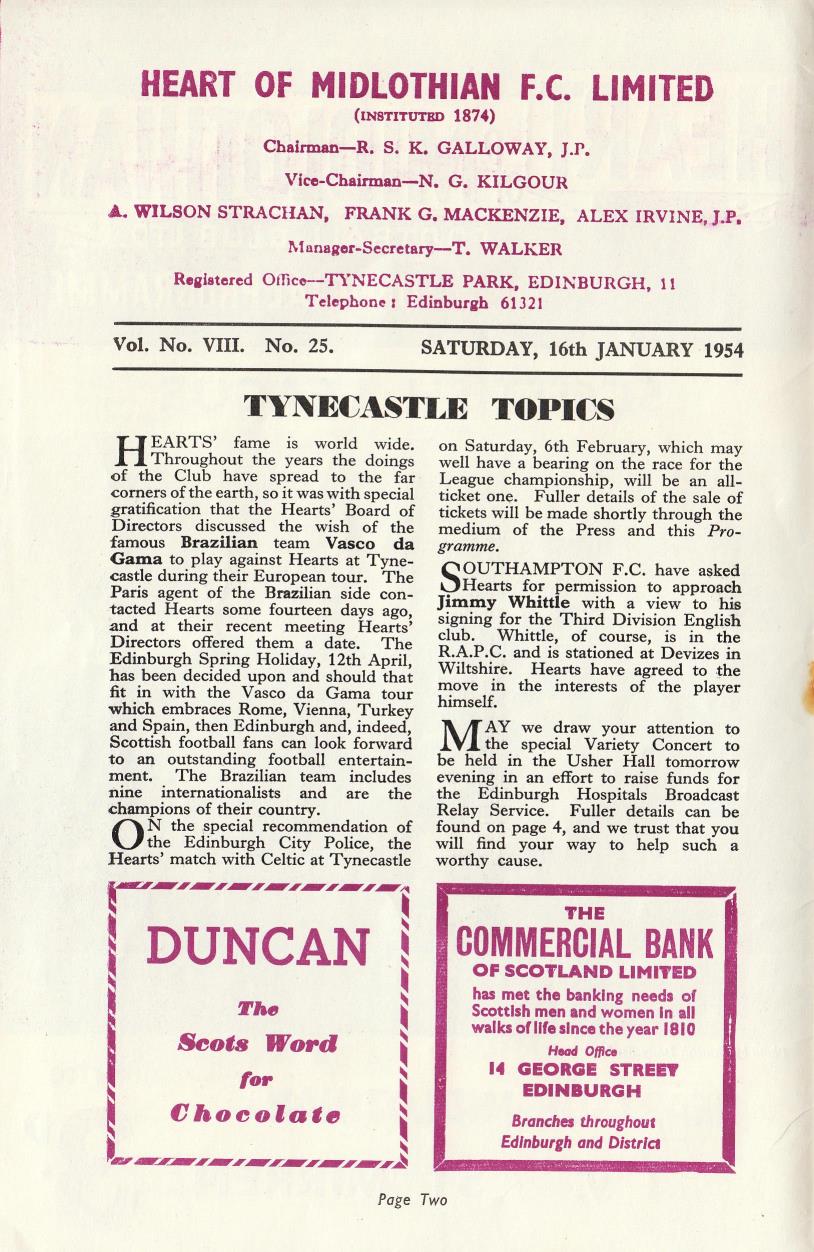 HEART OF MIDLOTHIAN F.C. LIMITED
(INSTITUTED 1874)
Chairman—R. S. K. GALLOWAY, J.P.
Vice-Chairman—N. G. KILGOUR
A. WILSON STRACHAN, FRANK G. MACKENZIE, ALEX IRVINE, J.P.
Manager-Secretary—T. WALKER
Registered Office—TYNECASTLE PARK, EDINBURGH, 11
Telephone: Edinburgh 61321
Vol. No. VIII. No. 25. SATURDAY, 16th JANUARY 1954
TYNECASTLE TOPICS
HEARTS' fame is world wide.
Throughout the years the doings
of the Club have spread to the far
corners of the earth, so it was with special
gratification that the Hearts' Board of
Directors discussed the wish of the
famous Brazilian team Vasco da
Gama to play against Hearts at Tyne-
castle during their European tour. The
Paris agent of the Brazilian side con-
tacted Hearts some fourteen days ago,
and at their recent meeting Hearts'
Directors offered them a date. The
Edinburgh Spring Holiday, 12th April,
has been decided upon and should that
fit in with the Vasco da Gama tour
which embraces Rome, Vienna, Turkey
and Spain, then Edinburgh and, indeed,
Scottish football fans can look forward
to an outstanding football entertain-
ment. The Brazilian team includes
nine internationalists and are the
champions of their country.
ON the special recommendation of
the Edinburgh City Police, the
Hearts' match with Celtic at Tynecastle
on Saturday, 6th February, which may
well have a bearing on the race for the
League championship, will be an all-
ticket one. Fuller details of the sale of
tickets will be made shortly through the
medium of the Press and this Pro-
gramme.
SOUTHAMPTON F.C. have asked
Hearts for permission to approach
Jimmy Whittle with a view to his
signing for the Third Division English
club. Whittle, of course, is in the
R.A.P.C. and is stationed at Devizes in
Wiltshire. Hearts have agreed to the
move in the interests of the player
himself.
MAY we draw your attention to
the special Variety Concert to
be held in the Usher Hall tomorrow
evening in an effort to raise funds for
the Edinburgh Hospitals Broadcast
Relay Service. Fuller details can be
found on page 4, and we trust that you
will find your way to help such a
worthy cause.
DUNCAN
The
Scots Word
for
Chocolate
THE
COMMERCIAL BANK
OF SCOTLAND LIMITED
has met the banking needs of
Scottish men and women in all
walks of life since the year 1810
Head Office
14 GEORGE STREET
EDINBURGH
Branches throughout
Edinburgh and District
Page Two